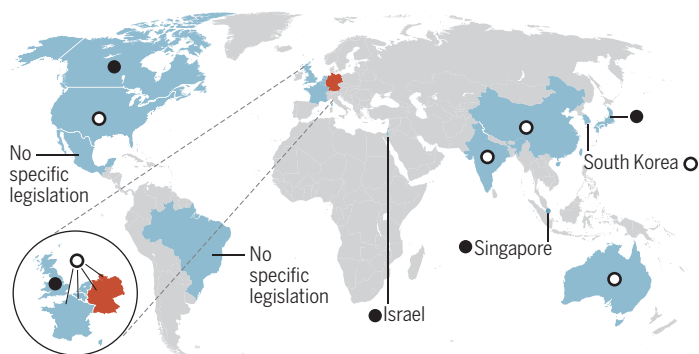 No
specific
legislation
South Korea
Singapore
No
specific
legislation
Israel